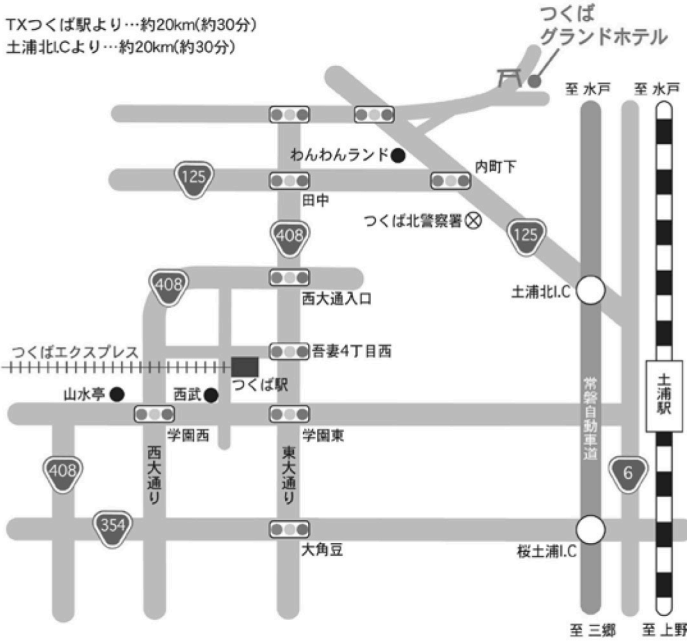 TXつくば駅より…約20km(約30分)
土浦北I.Cより…約20km(約30分)
つくば
グランドホテル
至 水戸
至 水戸
わんわんランド
内町下
125
田中
つくば北警察署
408
125
408
西大通入口
土浦北I.C
つくばエクスプレス
吾妻4丁目西
つくば駅
山水亭
西武
土浦駅
常磐自動車道
学園西
学園東
408
西大通り
東大通り
6
354
大角豆
桜土浦I.C
至 三郷
至 上野